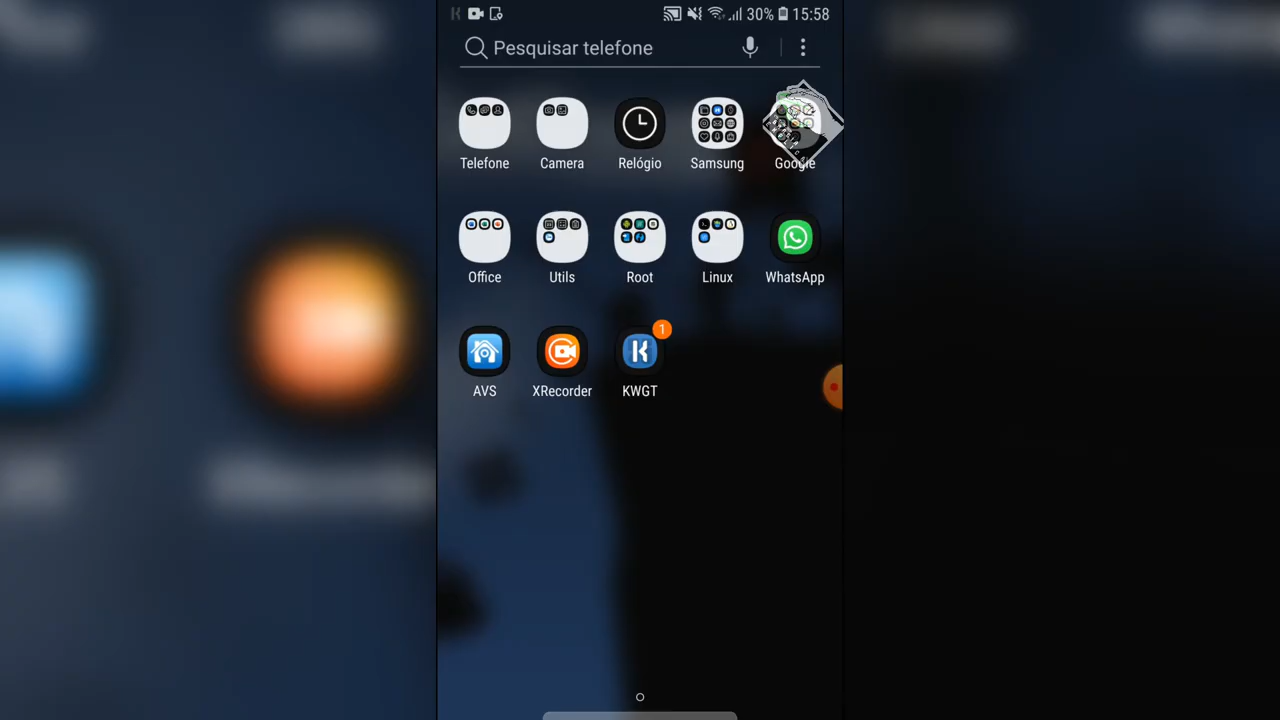 30% 15:58
Pesquisar telefone
Telefone Camera Relógio Samsung Google
Office Utils Root Linux WhatsApp
1
AVS XRecorder KWGT